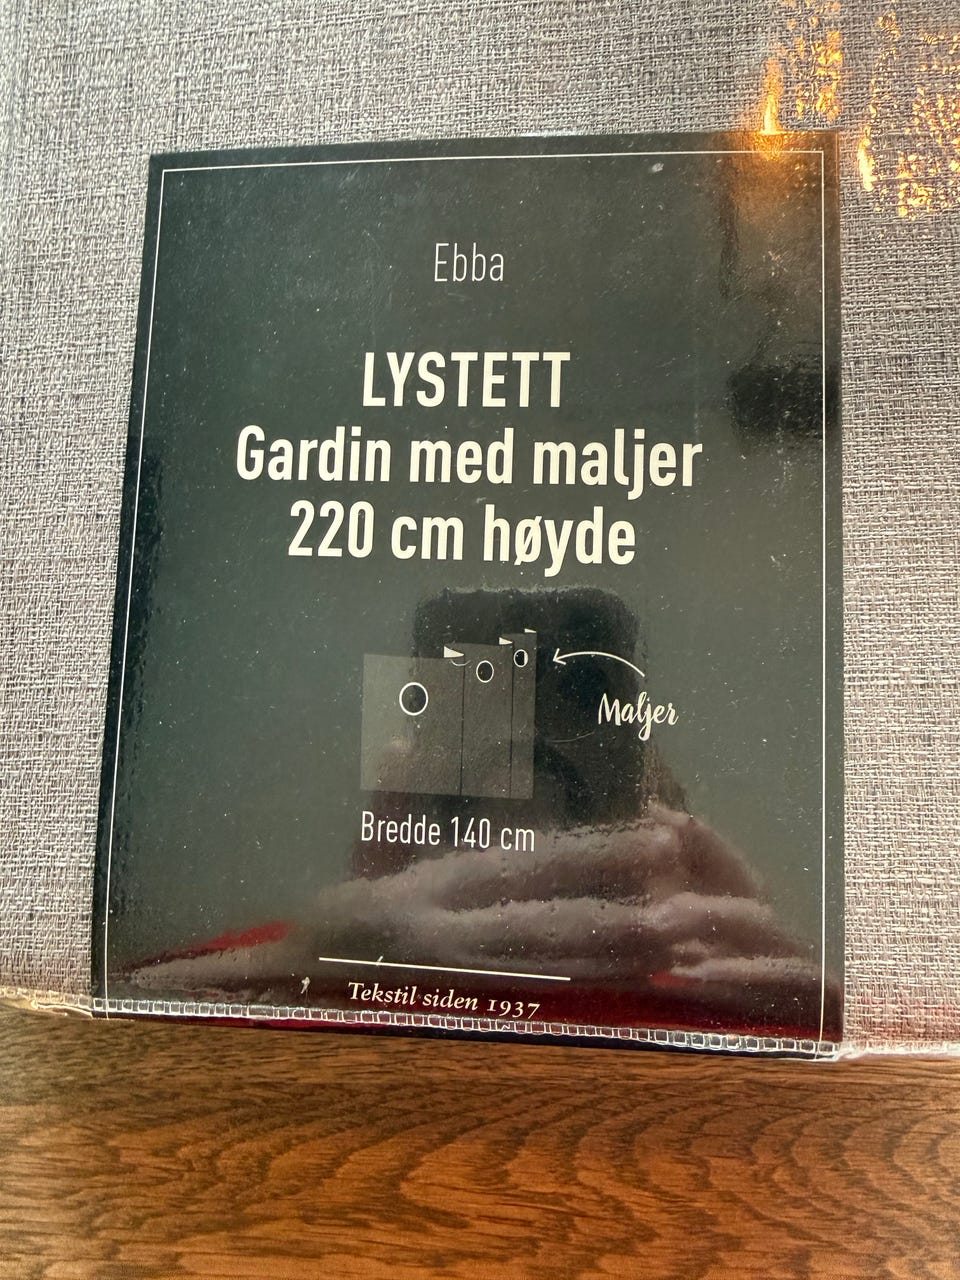 Ebba
LYSTETT
Gardin med maljer
220 cm høyde
Maljer
Bredde 140 cm
Tekstil siden 1937